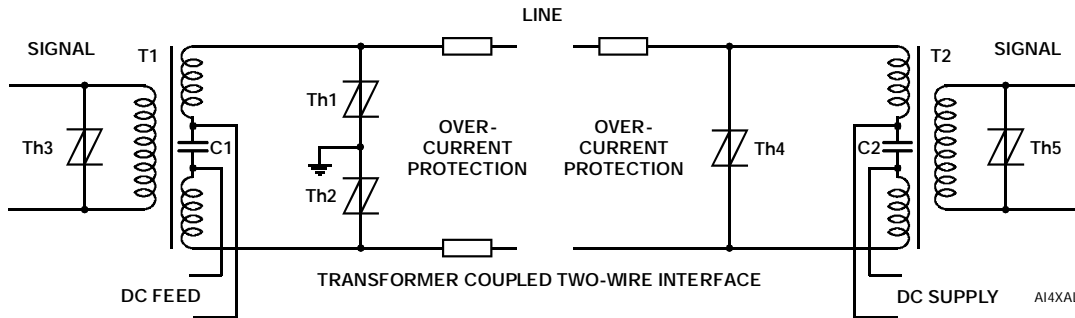 LINE
SIGNAL
T1
T2
SIGNAL
Th1
OVER-
CURRENT
PROTECTION
OVER-
CURRENT
PROTECTION
Th3
C1
Th4
C2
Th5
Th2
TRANSFORMER COUPLED TWO-WIRE INTERFACE
DC FEED
DC SUPPLY